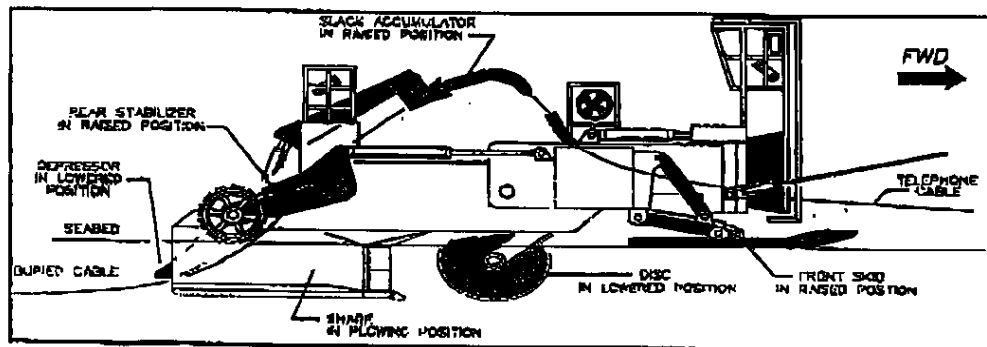 SLACK ACCUMULATOR
IN RAISED POSITION
FWD
REAR STABILIZER
IN RAISED POSITION
DEPRESSOR
IN LOWERED
POSITION
TELEPHONE
CABLE
SEABED
BURIED CABLE
DISC
IN LOWERED POSITION
FRONT SKID
IN RAISED POSITION
SHARE
IN PLOWING POSITION